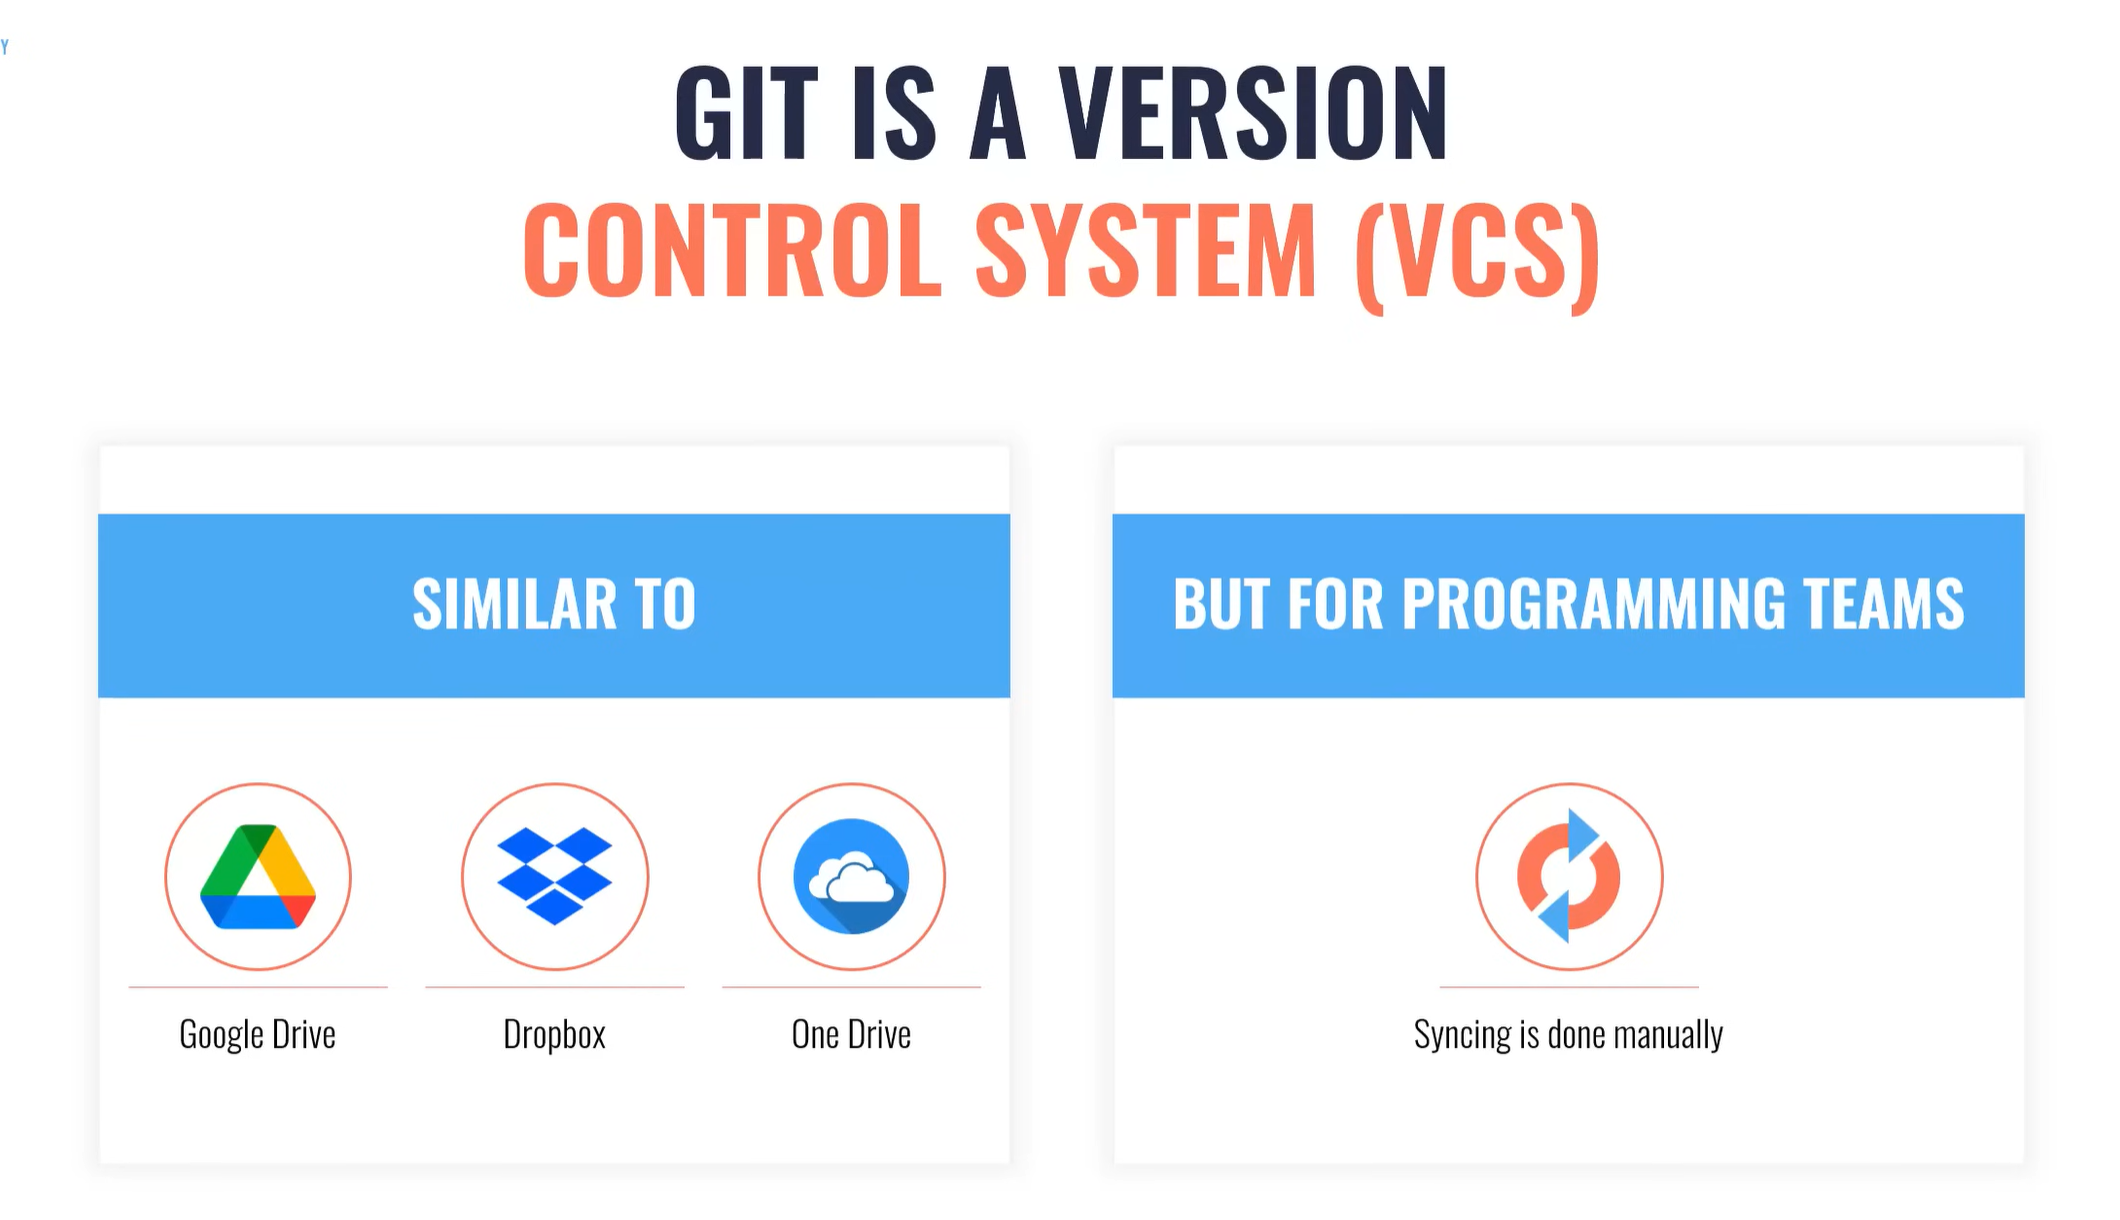 Y
GIT IS A VERSION
CONTROL SYSTEM (VCS)
SIMILAR TO
Google Drive
Dropbox
One Drive
BUT FOR PROGRAMMING TEAMS
Syncing is done manually